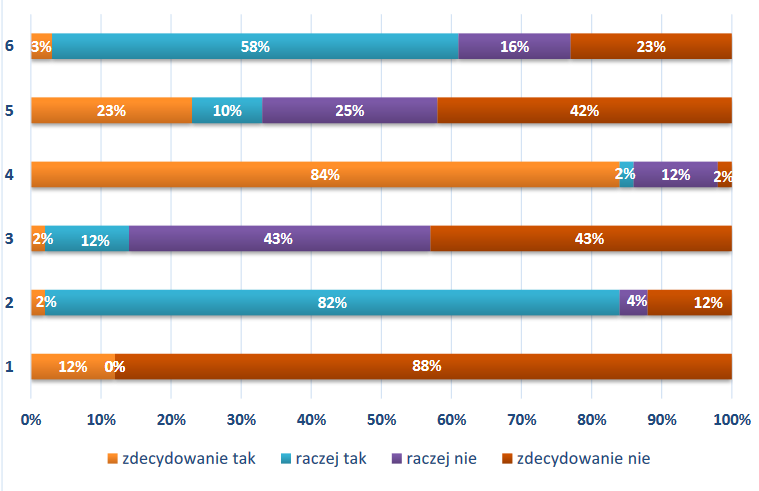 6 3% 58% 16% 23%
5 23% 10% 25% 42%
4 84% 2% 12% 2%
3 2% 12% 43% 43%
2 2% 82% 4% 12%
1 12% 0% 88%
0% 10% 20% 30% 40% 50% 60% 70% 80% 90% 100%
zdecydowanie tak raczej tak raczej nie zdecydowanie nie